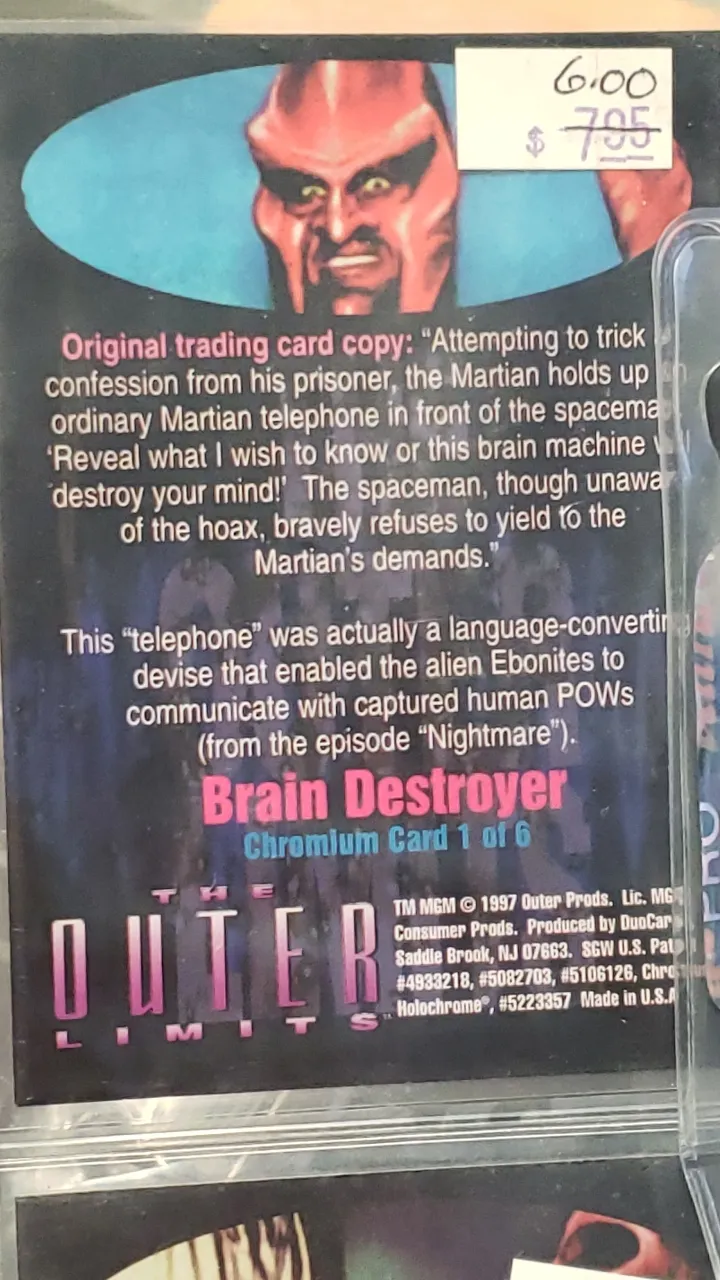 6.00
$ 795
Original trading card copy: “Attempting to trick
confession from his prisoner, the Martian holds up
ordinary Martian telephone in front of the spacema
‘Reveal what I wish to know or this brain machine
destroy your mind!’ The spaceman, though unawa
of the hoax, bravely refuses to yield to the
Martian's demands.”
This “telephone” was actually a language-convertin
devise that enabled the alien Ebonites to
communicate with captured human POWs
(from the episode “Nightmare”).
Brain Destroyer
Chromium Card 1 of 6
THE
OUTER
LIMITS
TM MGM © 1997 Outer Prods. Lic. MG
Consumer Prods. Produced by DuoCar
Saddle Brook, NJ 07663. SGW U.S. Pat
#4933218, #5082703, #5106126, Chro
Holochrome®, #5223357 Made in U.S.A